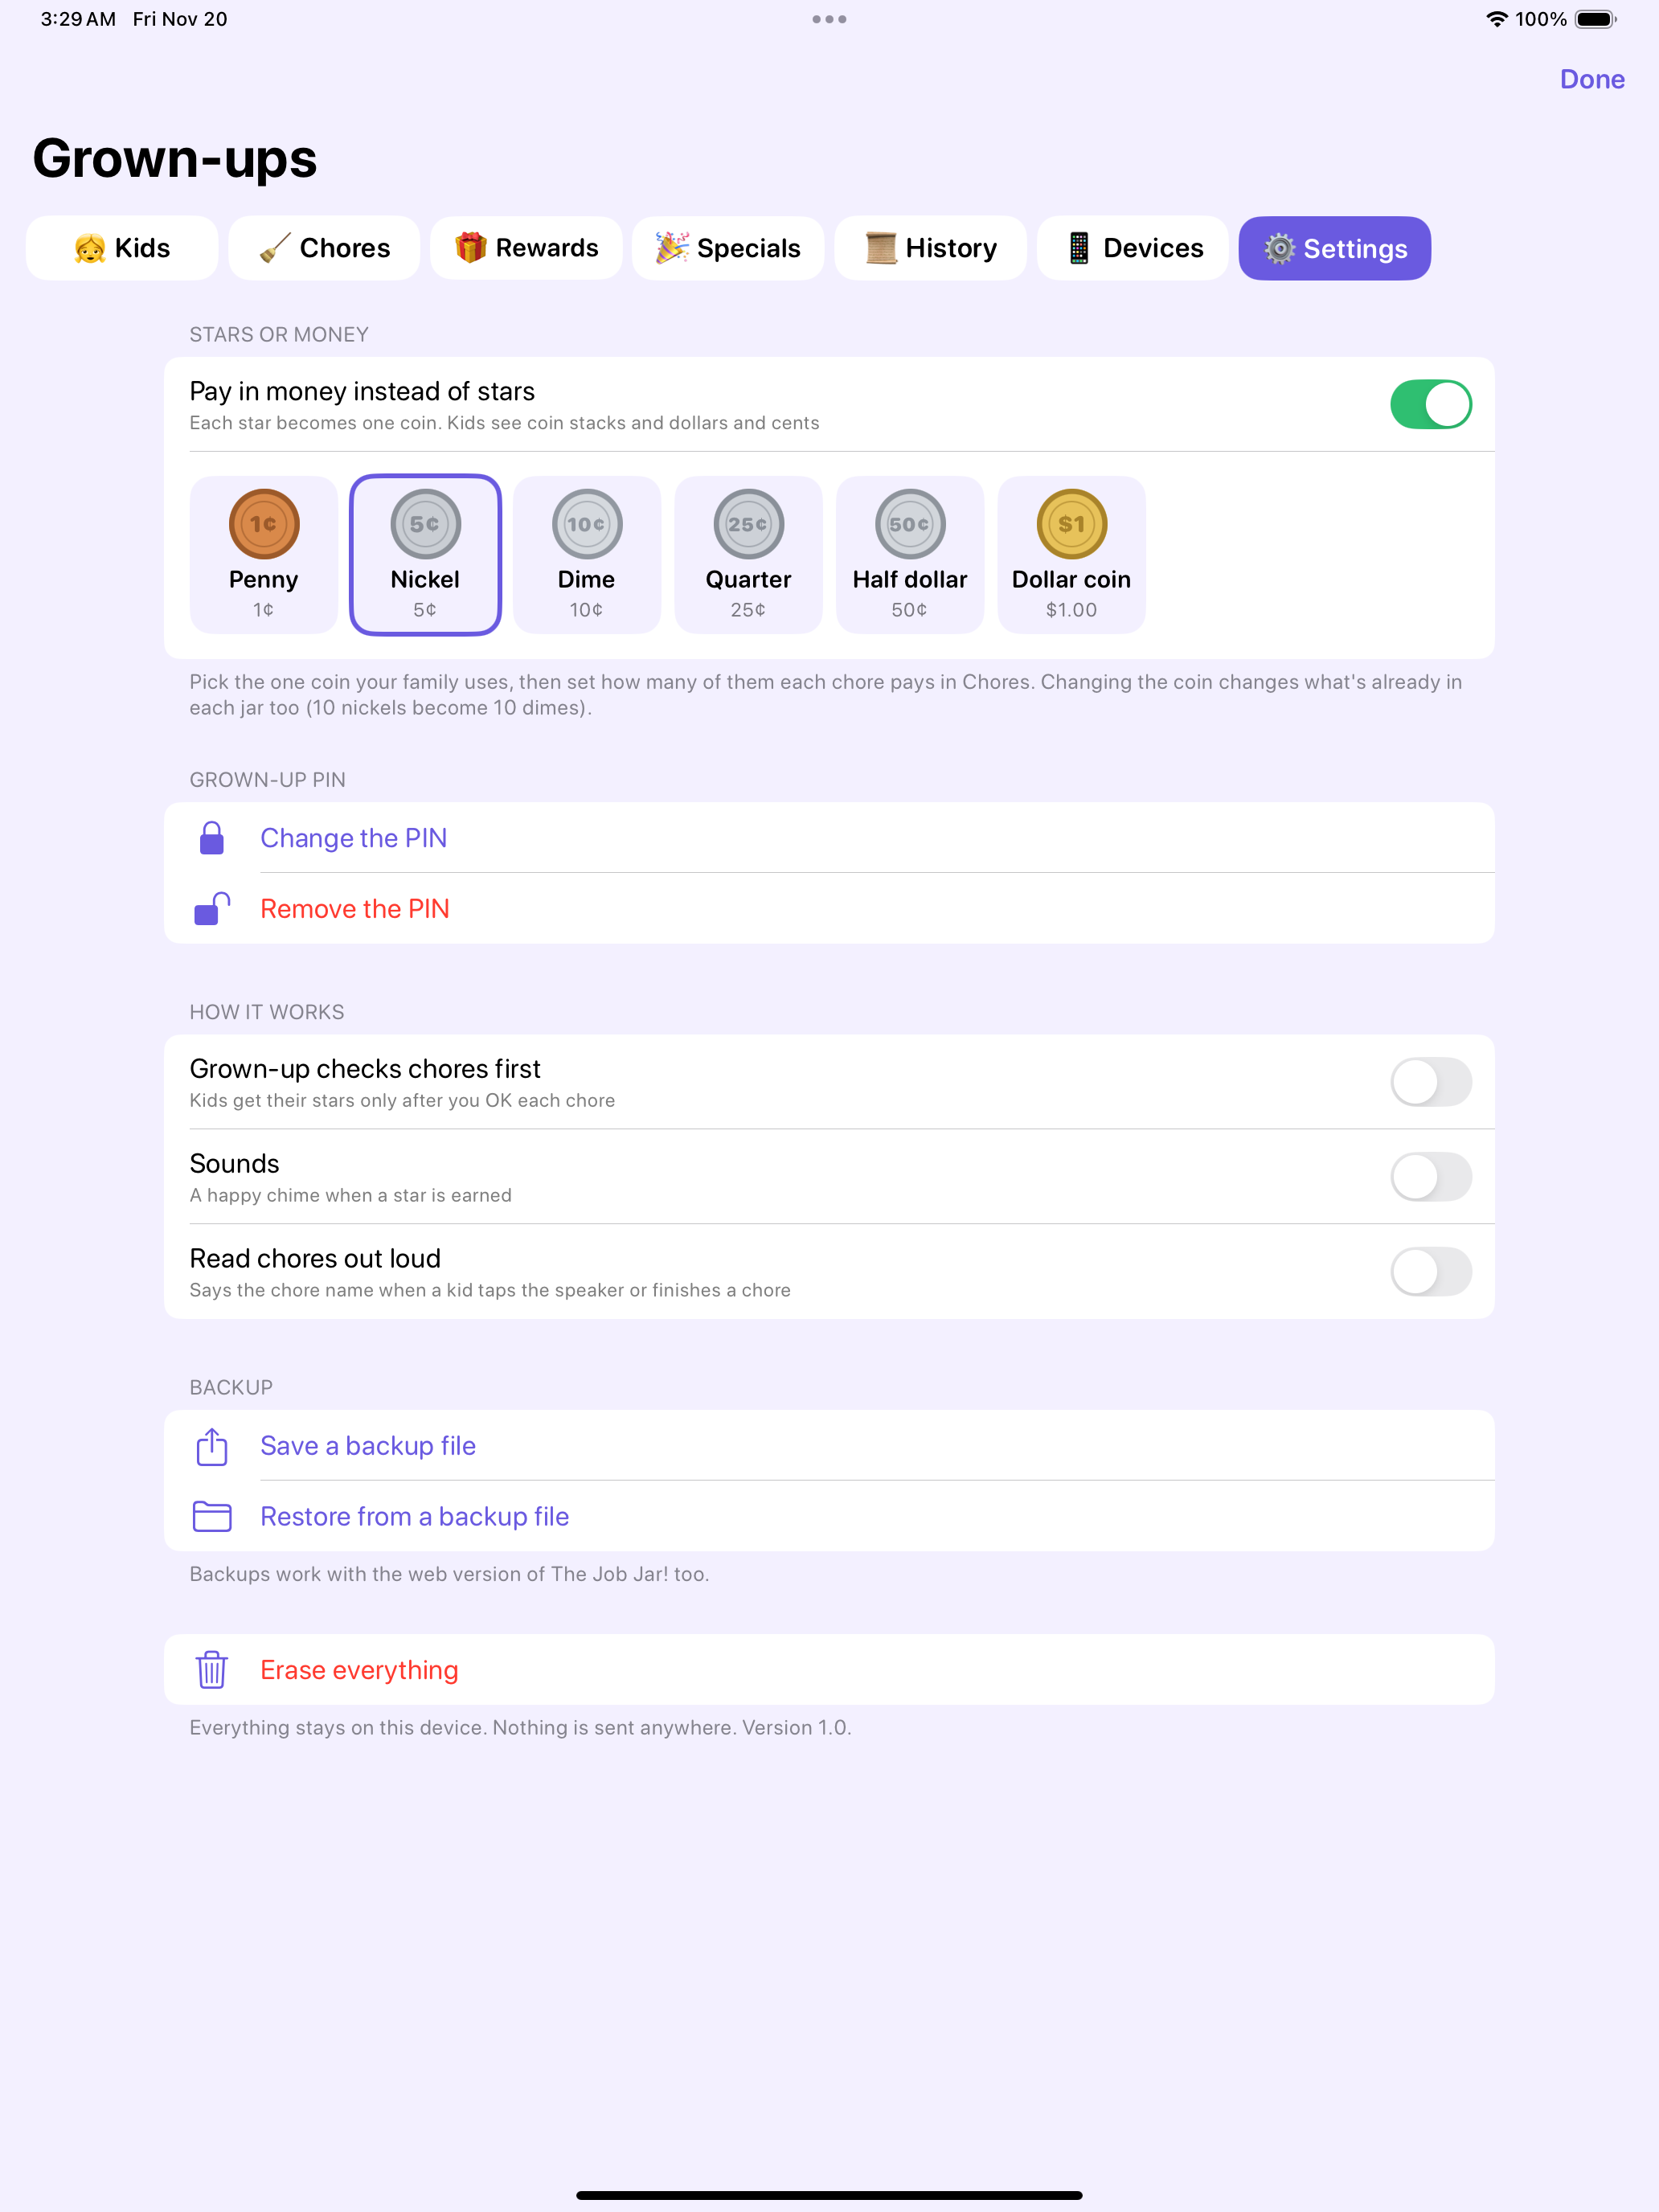 3:29 AM Fri Nov 20
100%
Done
Grown-ups
Kids
Chores
Rewards
Specials
History
Devices
Settings
STARS OR MONEY
Pay in money instead of stars
Each star becomes one coin. Kids see coin stacks and dollars and cents
1¢
5¢
10¢
25¢
50¢
$1
Penny
Nickel
Dime
Quarter
Half dollar
Dollar coin
1¢
5¢
10¢
25¢
50¢
$1.00
Pick the one coin your family uses, then set how many of them each chore pays in Chores. Changing the coin changes what's already in
each jar too (10 nickels become 10 dimes).
GROWN-UP PIN
Change the PIN
Remove the PIN
HOW IT WORKS
Grown-up checks chores first
Kids get their stars only after you OK each chore
Sounds
A happy chime when a star is earned
Read chores out loud
Says the chore name when a kid taps the speaker or finishes a chore
BACKUP
Save a backup file
Restore from a backup file
Backups work with the web version of The Job Jar! too.
Erase everything
Everything stays on this device. Nothing is sent anywhere. Version 1.0.